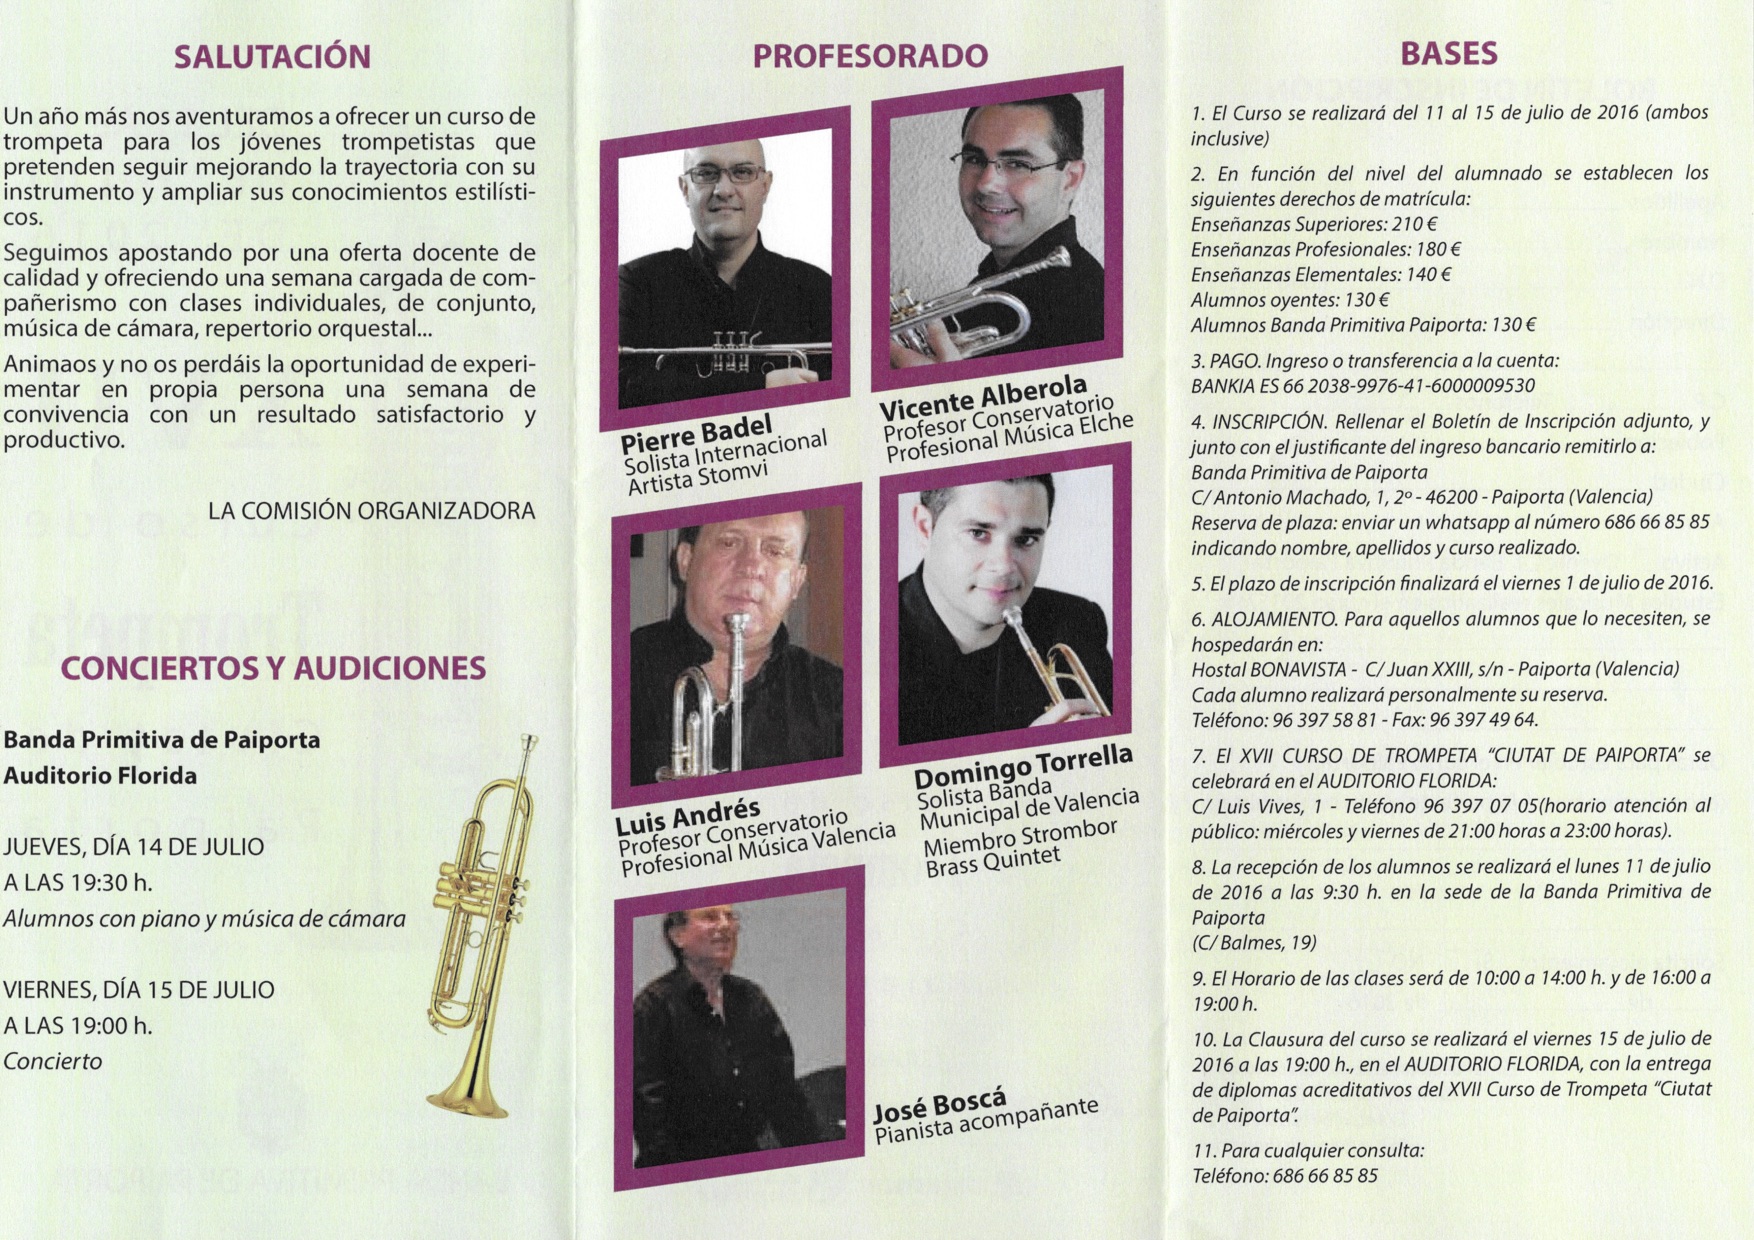 SALUTACIÓN
Un año más nos aventuramos a ofrecer un curso de
trompeta para los jóvenes trompetistas que
pretenden seguir mejorando la trayectoria con su
instrumento y ampliar sus conocimientos estilísti-
cos.
Seguimos apostando por una oferta docente de
calidad y ofreciendo una semana cargada de com-
pañerismo con clases individuales, de conjunto,
música de cámara, repertorio orquestal...
Animaos y no os perdáis la oportunidad de experi-
mentar en propia persona una semana de
convivencia con un resultado satisfactorio y
productivo.
LA COMISIÓN ORGANIZADORA
CONCIERTOS Y AUDICIONES
Banda Primitiva de Paiporta
Auditorio Florida
JUEVES, DÍA 14 DE JULIO
A LAS 19:30 h.
Alumnos con piano y música de cámara
VIERNES, DÍA 15 DE JULIO
A LAS 19:00 h.
Concierto
PROFESORADO
Pierre Badel
Solista Internacional
Artista Stomvi
Vicente Alberola
Profesor Conservatorio
Profesional Música Elche
Luis Andrés
Profesor Conservatorio
Profesional Música Valencia
Domingo Torrella
Solista Banda
Municipal de Valencia
Miembro Strombor
Brass Quintet
José Boscá
Pianista acompañante
BASES
1. El Curso se realizará del 11 al 15 de julio de 2016 (ambos
inclusive)
2. En función del nivel del alumnado se establecen los
siguientes derechos de matrícula:
Enseñanzas Superiores: 210 €
Enseñanzas Profesionales: 180 €
Enseñanzas Elementales: 140 €
Alumnos oyentes: 130 €
Alumnos Banda Primitiva Paiporta: 130 €
3. PAGO. Ingreso o transferencia a la cuenta:
BANKIA ES 66 2038-9976-41-6000009530
4. INSCRIPCIÓN. Rellenar el Boletín de Inscripción adjunto, y
junto con el justificante del ingreso bancario remitirlo a:
Banda Primitiva de Paiporta
C/ Antonio Machado, 1, 2º - 46200 - Paiporta (Valencia)
Reserva de plaza: enviar un whatsapp al número 686 66 85 85
indicando nombre, apellidos y curso realizado.
5. El plazo de inscripción finalizará el viernes 1 de julio de 2016.
6. ALOJAMIENTO. Para aquellos alumnos que lo necesiten, se
hospedarán en:
Hostal BONAVISTA - C/ Juan XXIII, s/n - Paiporta (Valencia)
Cada alumno realizará personalmente su reserva.
Teléfono: 96 397 58 81 - Fax: 96 397 49 64.
7. El XVII CURSO DE TROMPETA “CIUTAT DE PAIPORTA” se
celebrará en el AUDITORIO FLORIDA:
C/ Luis Vives, 1 - Teléfono 96 397 07 05(horario atención al
público: miércoles y viernes de 21:00 horas a 23:00 horas).
8. La recepción de los alumnos se realizará el lunes 11 de julio
de 2016 a las 9:30 h. en la sede de la Banda Primitiva de
Paiporta
(C/ Balmes, 19)
9. El Horario de las clases será de 10:00 a 14:00 h. y de 16:00 a
19:00 h.
10. La Clausura del curso se realizará el viernes 15 de julio de
2016 a las 19:00 h., en el AUDITORIO FLORIDA, con la entrega
de diplomas acreditativos del XVII Curso de Trompeta “Ciutat
de Paiporta”.
11. Para cualquier consulta:
Teléfono: 686 66 85 85